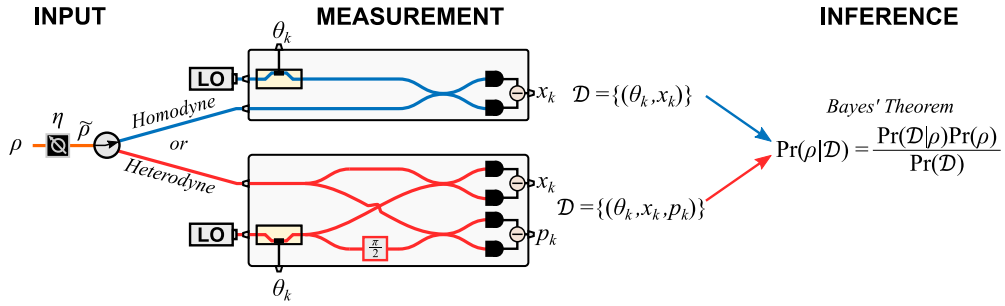 INPUT
MEASUREMENT
INFERENCE
θ_k
LO
x_k
D = {(θ_k, x_k)}
Homodyne
or
Heterodyne
ρ
η
ρ̃
Bayes' Theorem
Pr(ρ|D) = Pr(D|ρ)Pr(ρ) / Pr(D)
x_k
D = {(θ_k, x_k, p_k)}
LO
π/2
p_k
θ_k